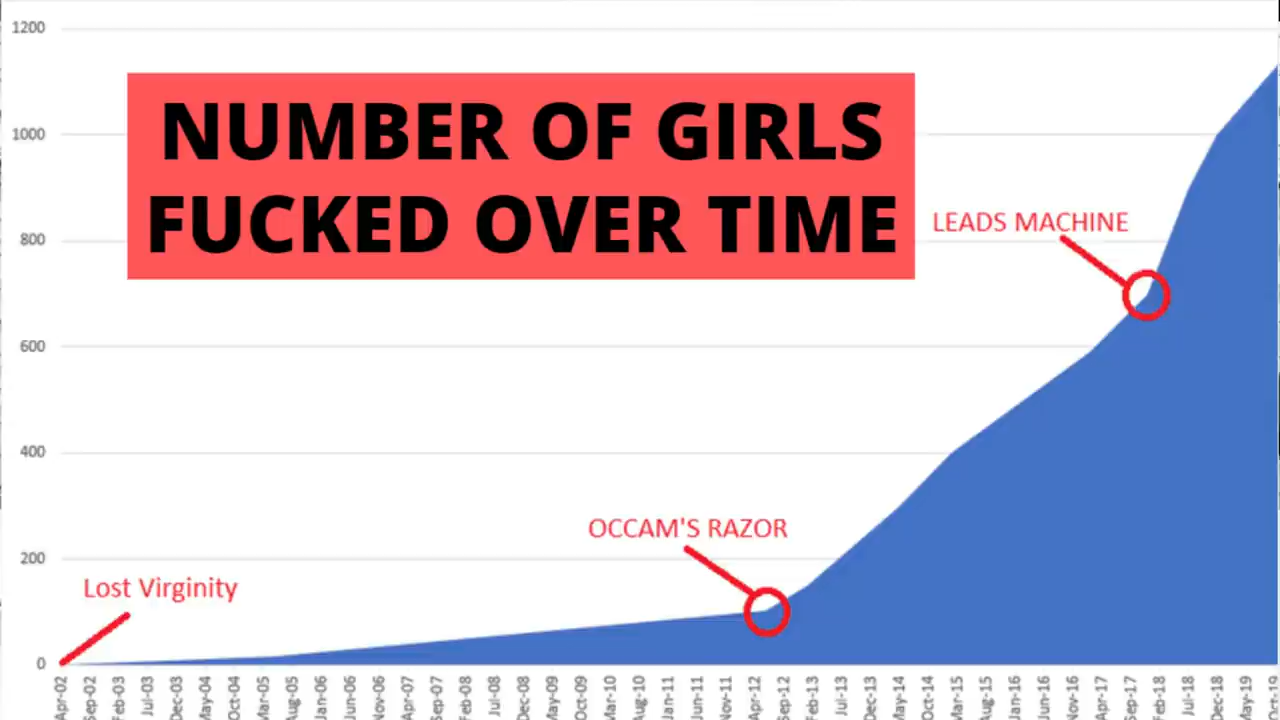 1200
NUMBER OF GIRLS
FUCKED OVER TIME
1000
LEADS MACHINE
800
600
400
OCCAM'S RAZOR
200
Lost Virginity
0
Apr-02
Sep-02
Feb-03
Jul-03
Dec-03
May-04
Oct-04
Mar-05
Aug-05
Jan-06
Jun-06
Nov-06
Apr-07
Sep-07
Feb-08
Jul-08
Dec-08
May-09
Oct-09
Mar-10
Aug-10
Jan-11
Jun-11
Nov-11
Apr-12
Sep-12
Feb-13
Jul-13
Dec-13
May-14
Oct-14
Mar-15
Aug-15
Jan-16
Jun-16
Nov-16
Apr-17
Sep-17
Feb-18
Jul-18
Dec-18
May-19
Oct-19